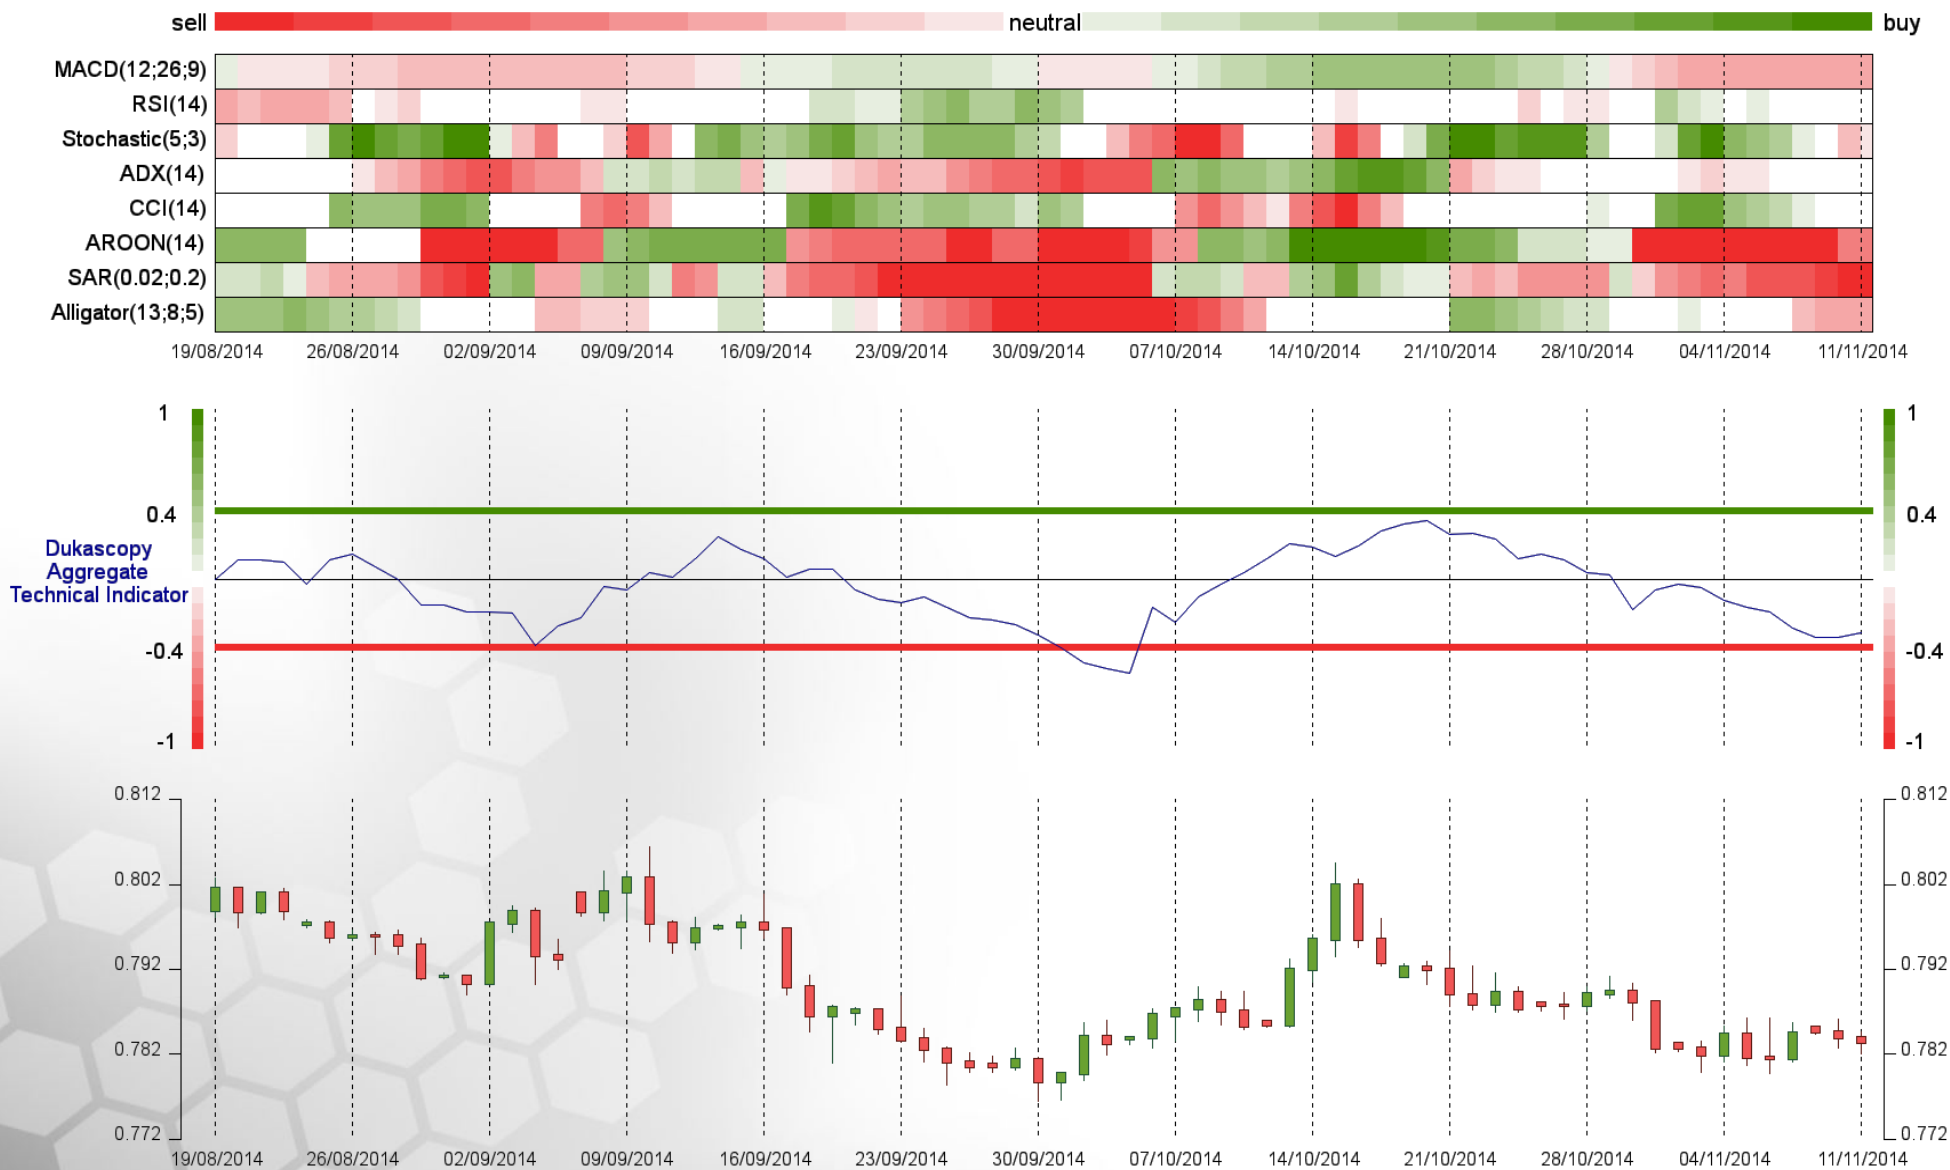 sell neutral buy
MACD(12;26;9)
RSI(14)
Stochastic(5;3)
ADX(14)
CCI(14)
AROON(14)
SAR(0.02;0.2)
Alligator(13;8;5)
19/08/2014 26/08/2014 02/09/2014 09/09/2014 16/09/2014 23/09/2014 30/09/2014 07/10/2014 14/10/2014 21/10/2014 28/10/2014 04/11/2014 11/11/2014
1 1
0.4 0.4
Dukascopy
Aggregate
Technical Indicator
-0.4 -0.4
-1 -1
0.812 0.812
0.802 0.802
0.792 0.792
0.782 0.782
0.772 0.772
19/08/2014 26/08/2014 02/09/2014 09/09/2014 16/09/2014 23/09/2014 30/09/2014 07/10/2014 14/10/2014 21/10/2014 28/10/2014 04/11/2014 11/11/2014